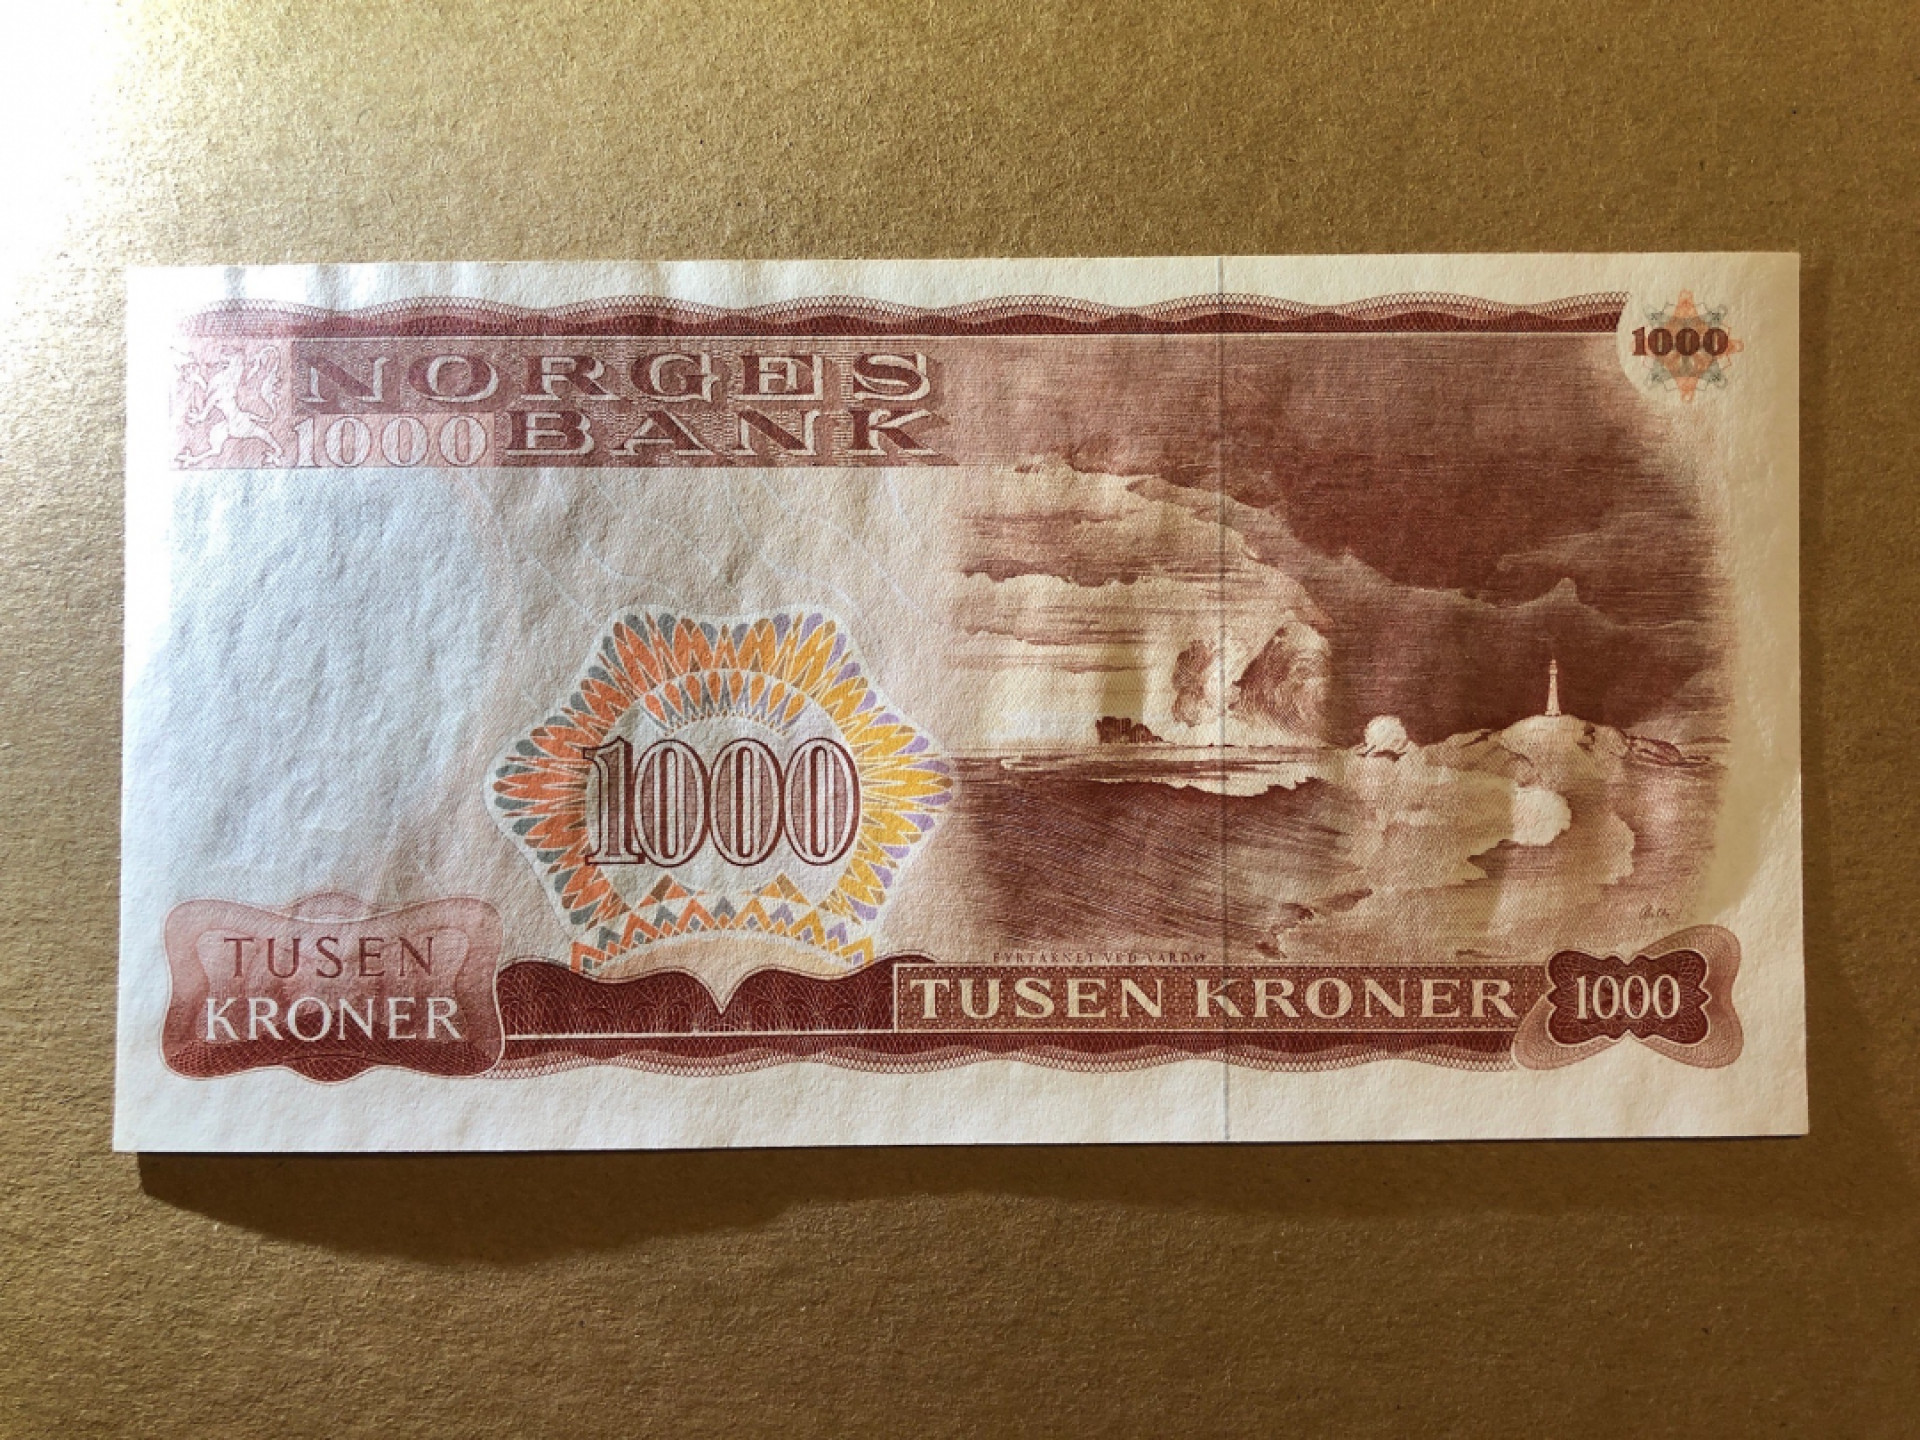 1000
NORGES
1000 BANK
1000
FYRTÅRNET VED VARDØ
TUSEN
KRONER
TUSEN KRONER
1000